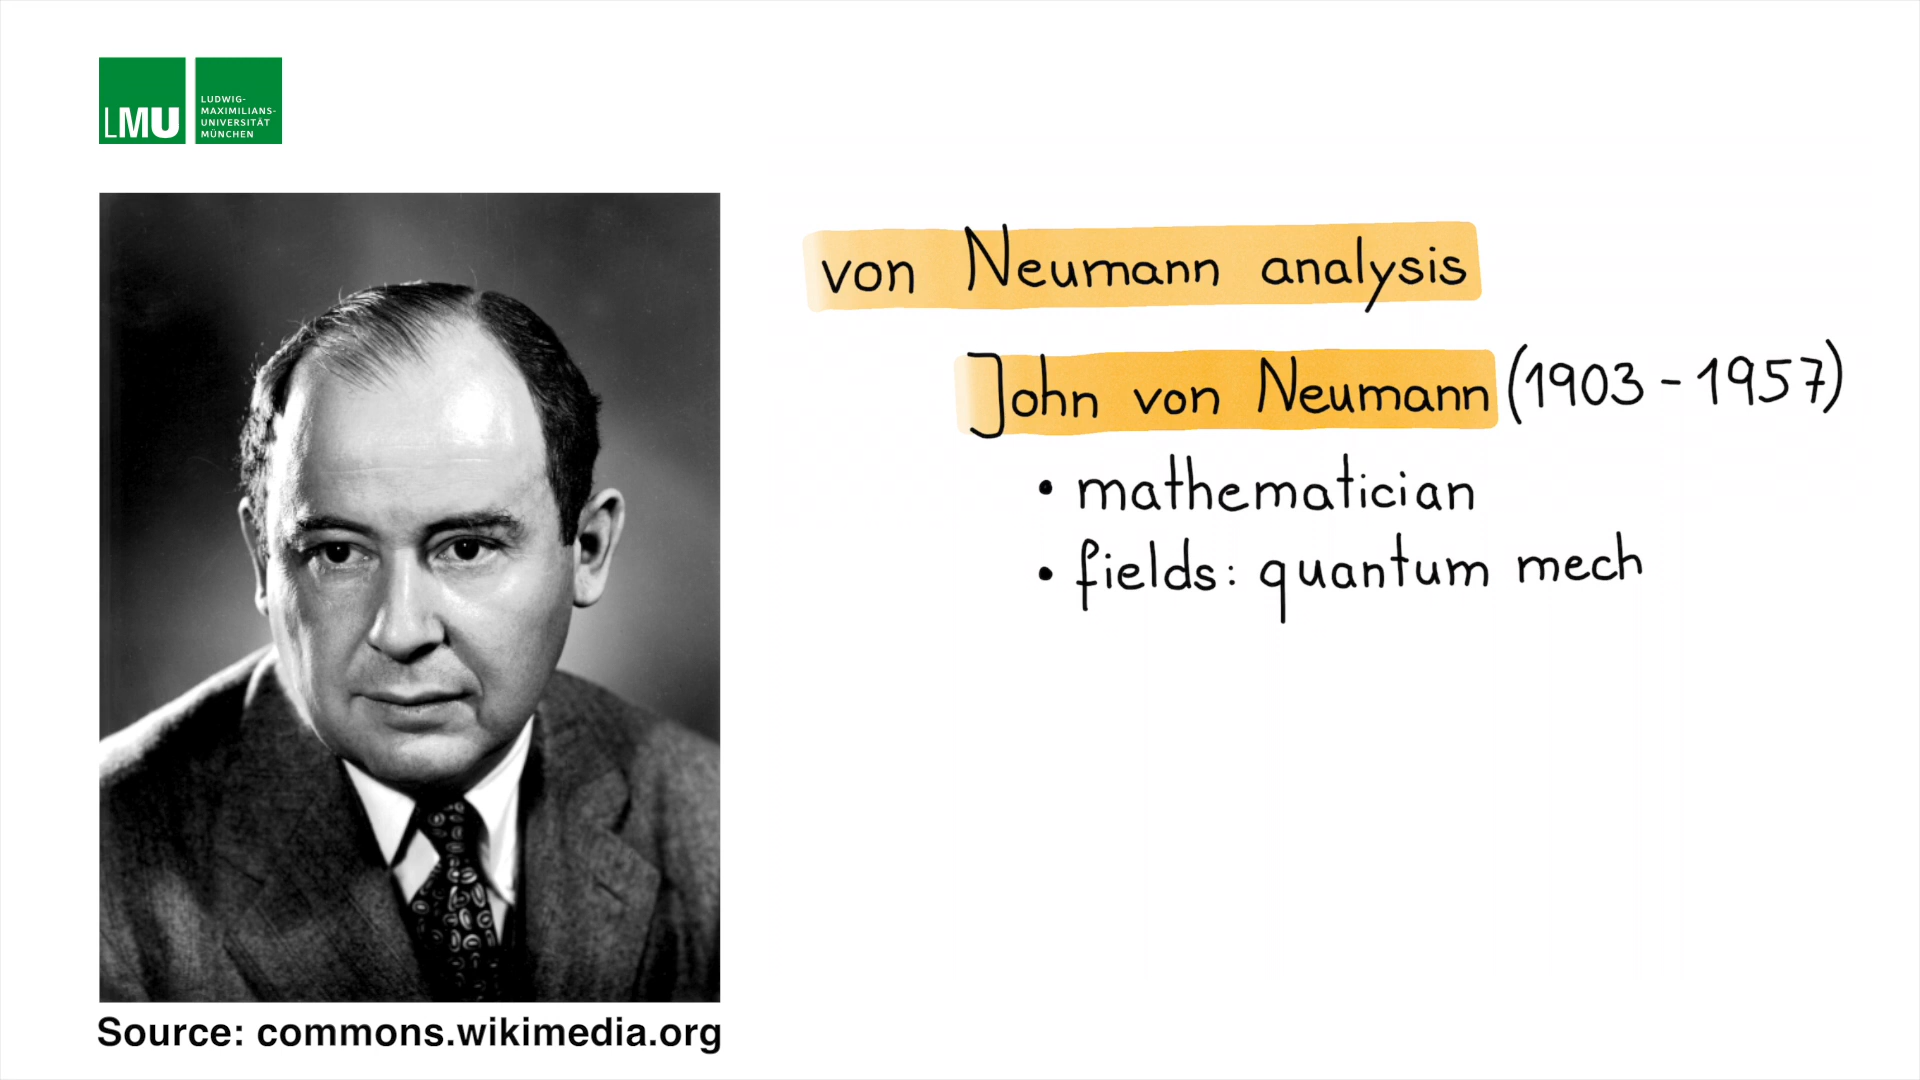 LMU
LUDWIG-
MAXIMILIANS-
UNIVERSITÄT
MÜNCHEN
von Neumann analysis
John von Neumann (1903 - 1957)
• mathematician
• fields: quantum mech
Source: commons.wikimedia.org